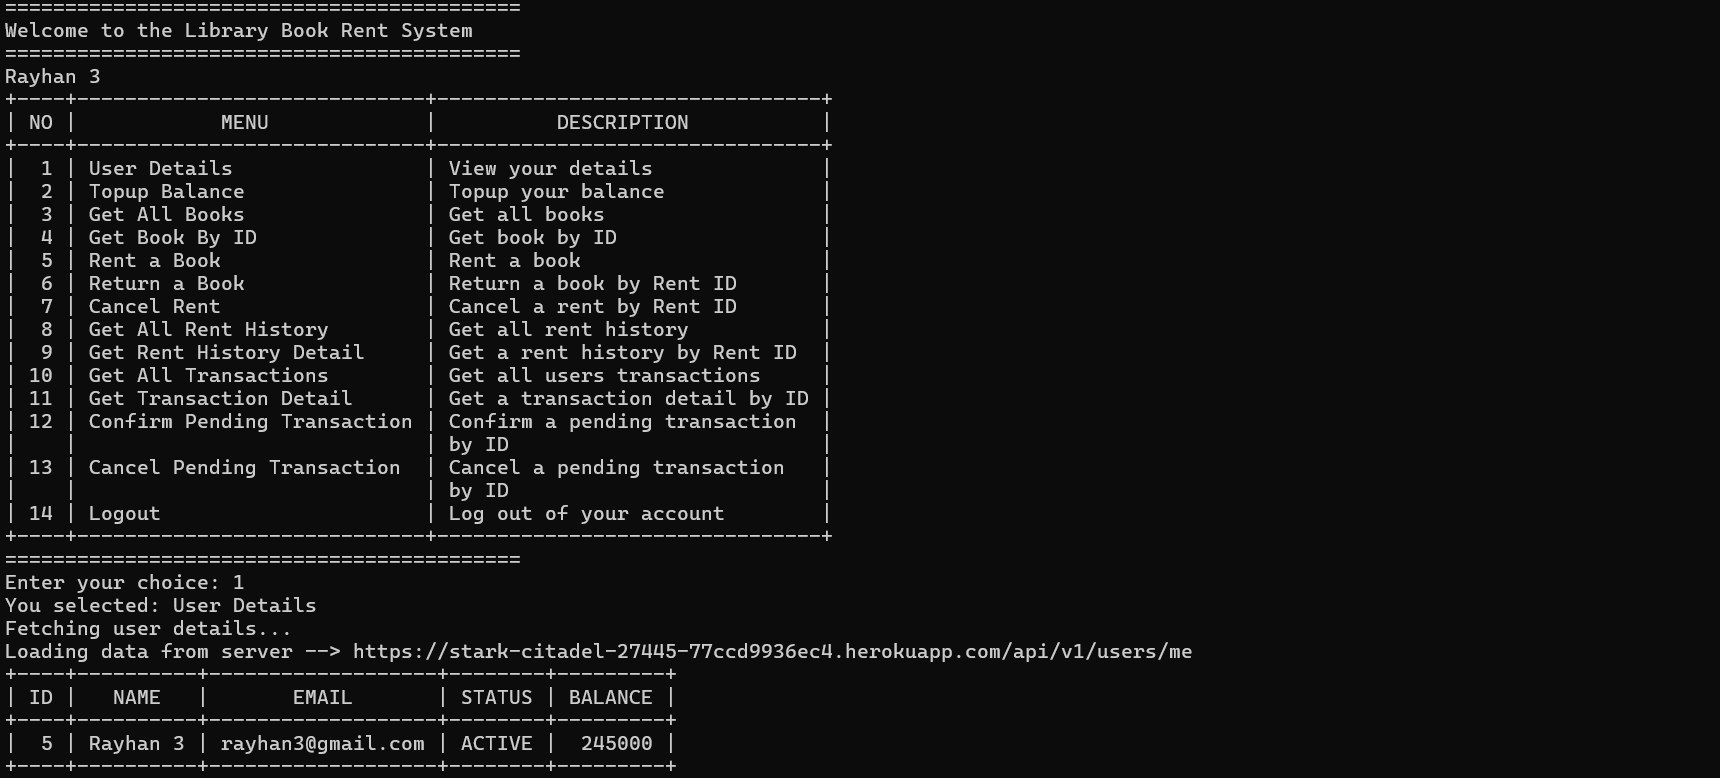 ===========================================
Welcome to the Library Book Rent System
===========================================
Rayhan 3
+----+-----------------------------+--------------------------------+
| NO |            MENU             |          DESCRIPTION           |
+----+-----------------------------+--------------------------------+
|  1 | User Details                | View your details              |
|  2 | Topup Balance               | Topup your balance             |
|  3 | Get All Books               | Get all books                  |
|  4 | Get Book By ID              | Get book by ID                 |
|  5 | Rent a Book                 | Rent a book                    |
|  6 | Return a Book               | Return a book by Rent ID       |
|  7 | Cancel Rent                 | Cancel a rent by Rent ID       |
|  8 | Get All Rent History        | Get all rent history           |
|  9 | Get Rent History Detail     | Get a rent history by Rent ID  |
| 10 | Get All Transactions        | Get all users transactions     |
| 11 | Get Transaction Detail      | Get a transaction detail by ID |
| 12 | Confirm Pending Transaction | Confirm a pending transaction  |
|    |                             | by ID                          |
| 13 | Cancel Pending Transaction  | Cancel a pending transaction   |
|    |                             | by ID                          |
| 14 | Logout                      | Log out of your account        |
+----+-----------------------------+--------------------------------+
===========================================
Enter your choice: 1
You selected: User Details
Fetching user details...
Loading data from server --> https://stark-citadel-27445-77ccd9936ec4.herokuapp.com/api/v1/users/me
+----+----------+-------------------+--------+---------+
| ID |   NAME   |       EMAIL       | STATUS | BALANCE |
+----+----------+-------------------+--------+---------+
|  5 | Rayhan 3 | rayhan3@gmail.com | ACTIVE |  245000 |
+----+----------+-------------------+--------+---------+